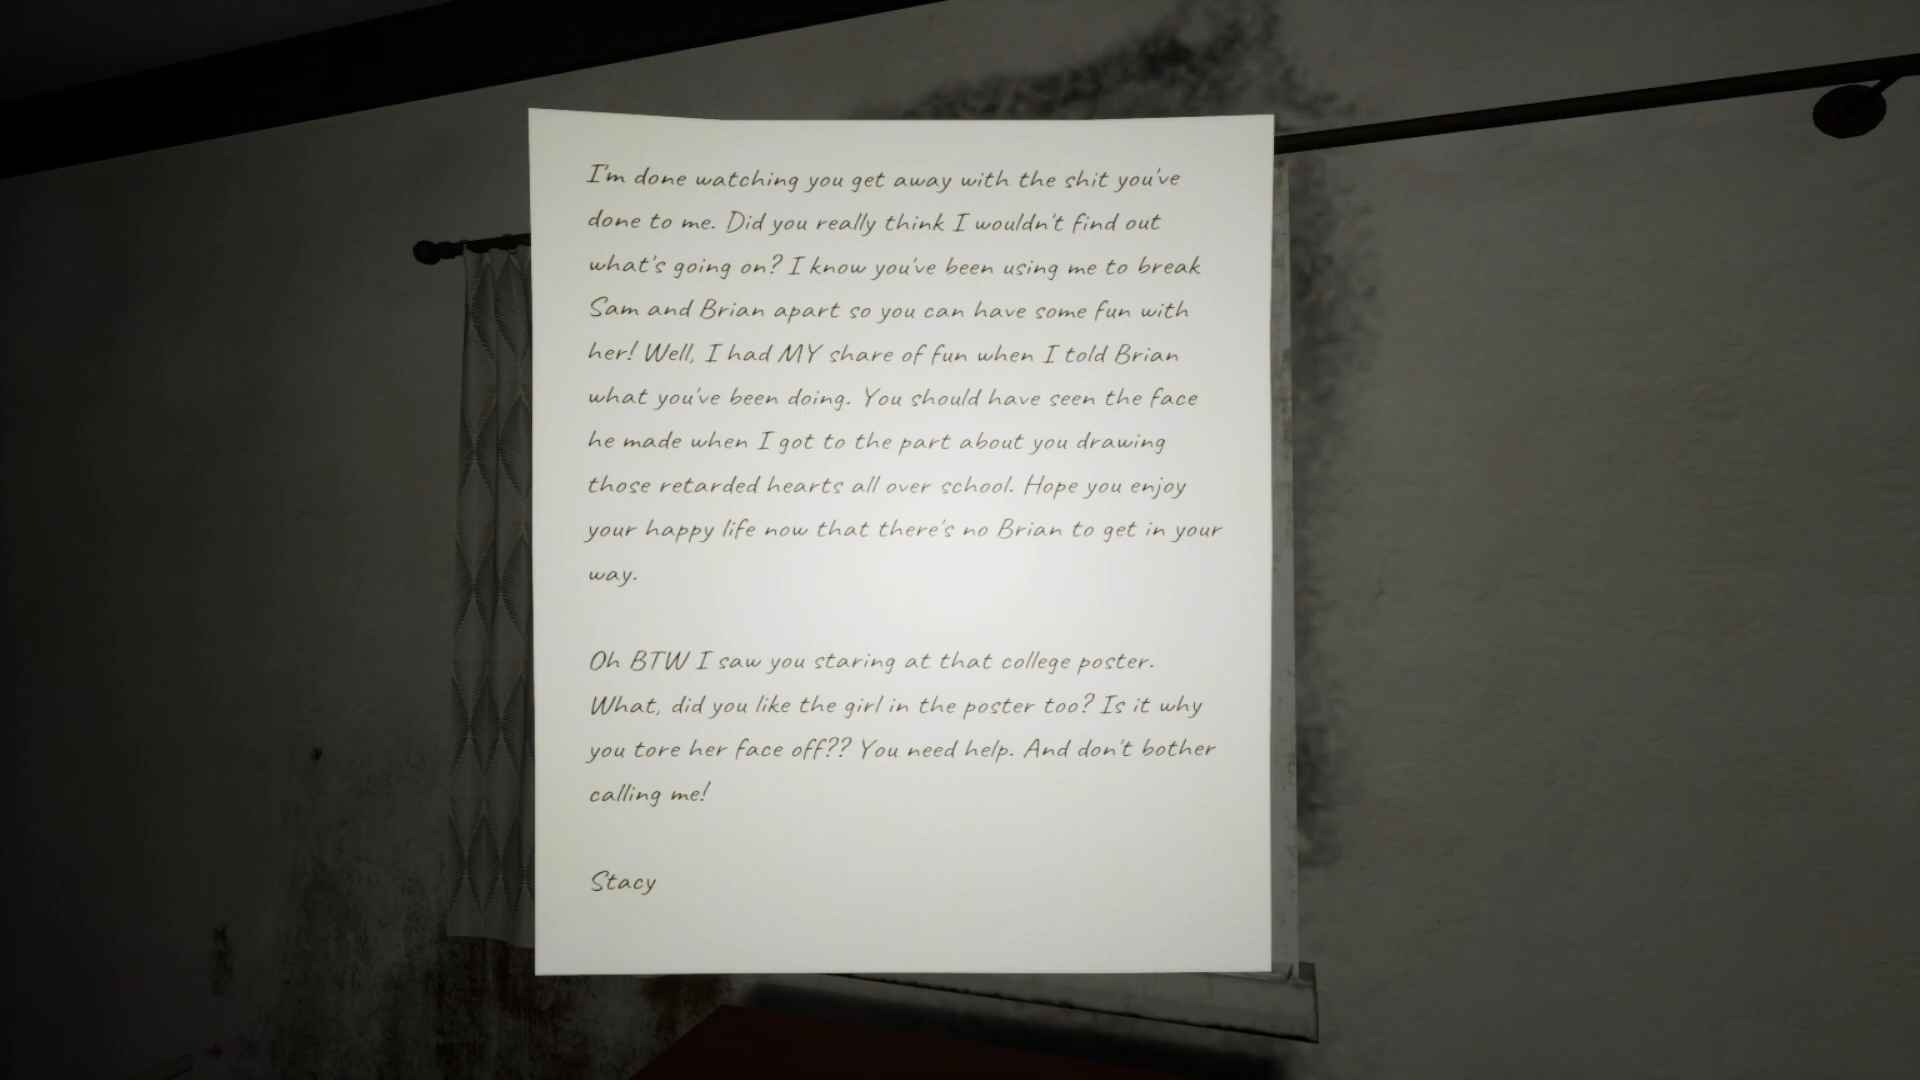 I'm done watching you get away with the shit you've
done to me. Did you really think I wouldn't find out
what's going on? I know you've been using me to break
Sam and Brian apart so you can have some fun with
her! Well, I had MY share of fun when I told Brian
what you've been doing. You should have seen the face
he made when I got to the part about you drawing
those retarded hearts all over school. Hope you enjoy
your happy life now that there's no Brian to get in your
way.
Oh BTW I saw you staring at that college poster.
What, did you like the girl in the poster too? Is it why
you tore her face off?? You need help. And don't bother
calling me!
Stacy